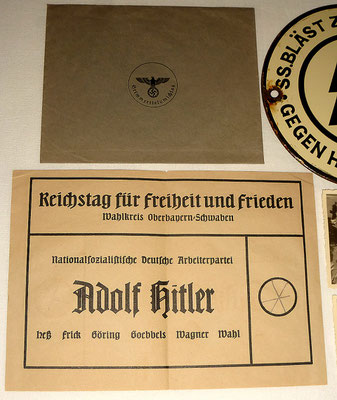 SS.BLÄST Z
GEGEN H
Reichstag für Freiheit und Frieden
Wahlkreis Oberbayern-Schwaben
Nationalsozialistische Deutsche Arbeiterpartei
Adolf Hitler
Heß Frick Göring Goebbels Wagner Wahl